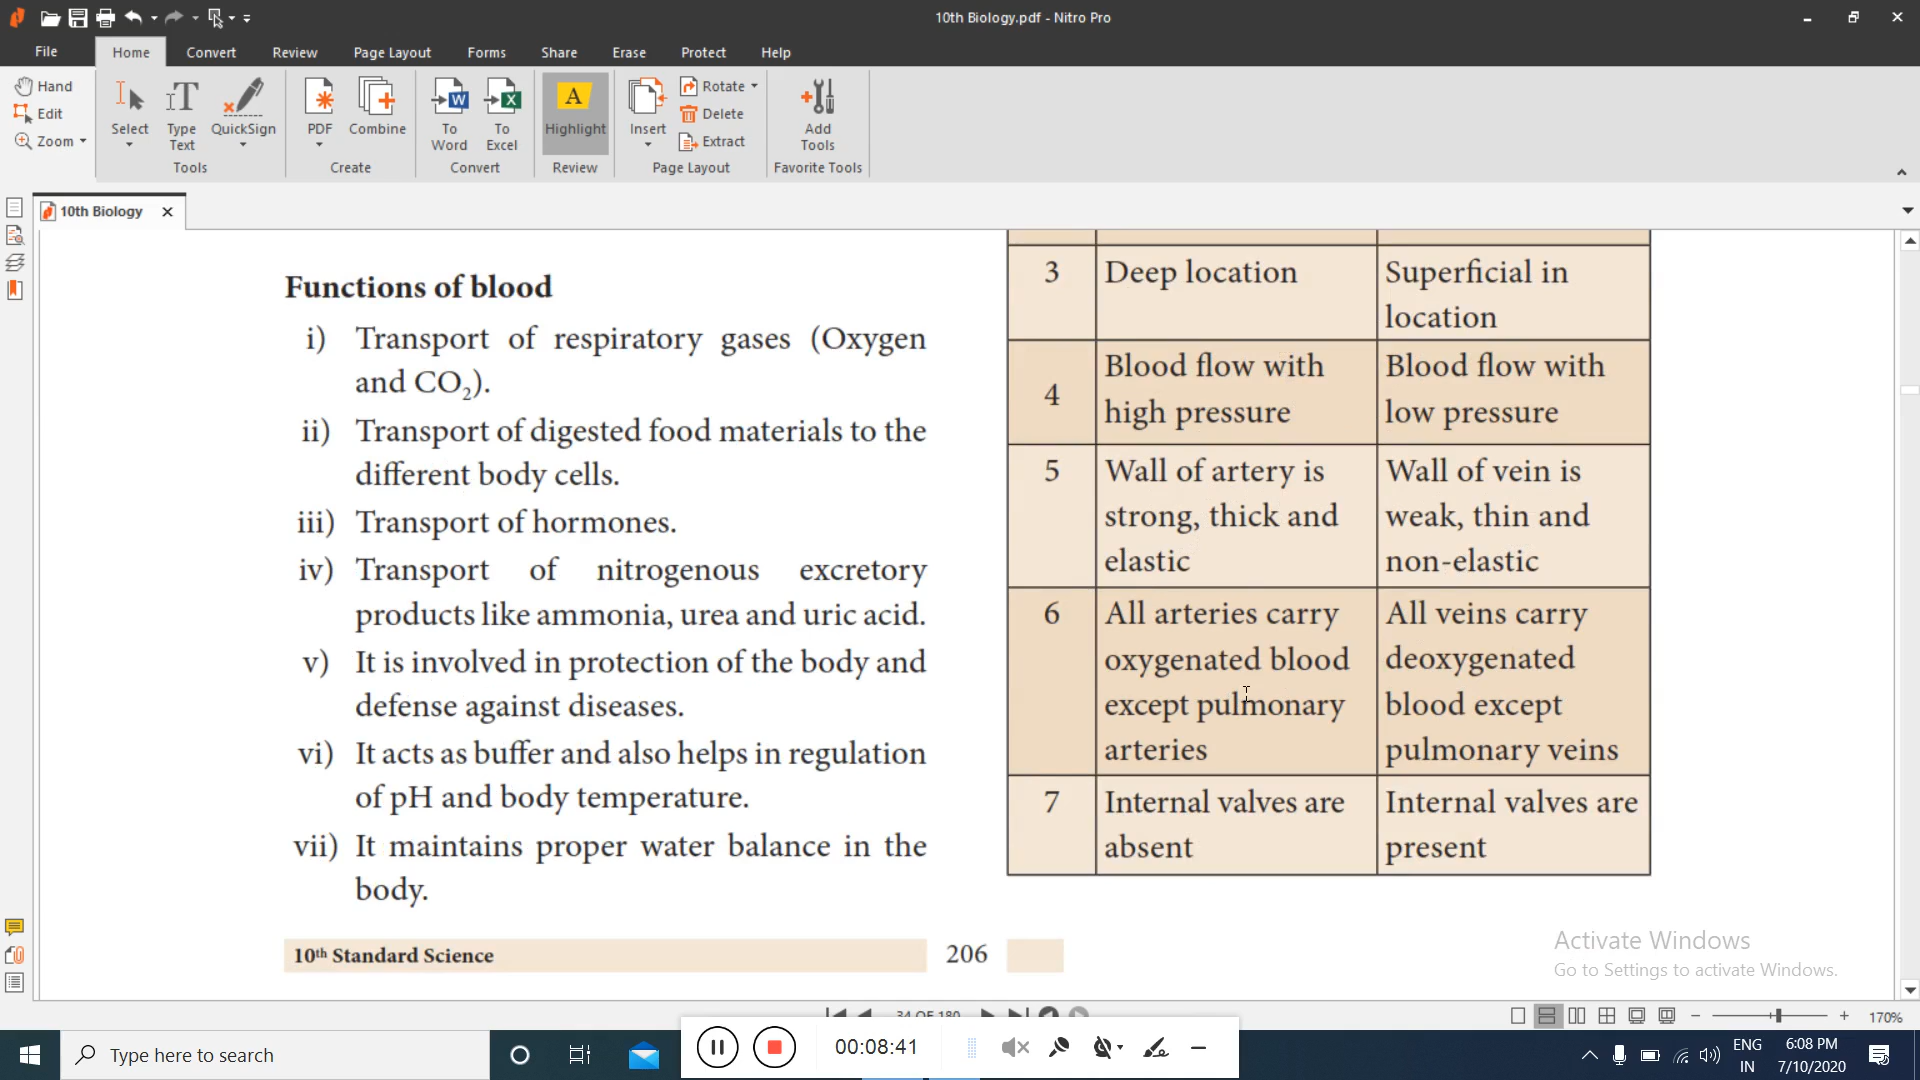 10th Biology.pdf - Nitro Pro
File Home Convert Review Page Layout Forms Share Erase Protect Help
Hand
Edit
Zoom
Select
Type Text
QuickSign
Tools
PDF
Combine
Create
To Word
To Excel
Convert
Highlight
Review
Insert
Rotate
Delete
Extract
Page Layout
Add Tools
Favorite Tools
10th Biology
Functions of blood
i) Transport of respiratory gases (Oxygen
and CO₂).
ii) Transport of digested food materials to the
different body cells.
iii) Transport of hormones.
iv) Transport of nitrogenous excretory
products like ammonia, urea and uric acid.
v) It is involved in protection of the body and
defense against diseases.
vi) It acts as buffer and also helps in regulation
of pH and body temperature.
vii) It maintains proper water balance in the
body.
3 Deep location Superficial in
location
4 Blood flow with Blood flow with
high pressure low pressure
5 Wall of artery is Wall of vein is
strong, thick and weak, thin and
elastic non-elastic
6 All arteries carry All veins carry
oxygenated blood deoxygenated
except pulmonary blood except
arteries pulmonary veins
7 Internal valves are Internal valves are
absent present
10th Standard Science 206
Activate Windows
Go to Settings to activate Windows.
34 OF 180
170%
Type here to search
00:08:41
ENG
IN
6:08 PM
7/10/2020